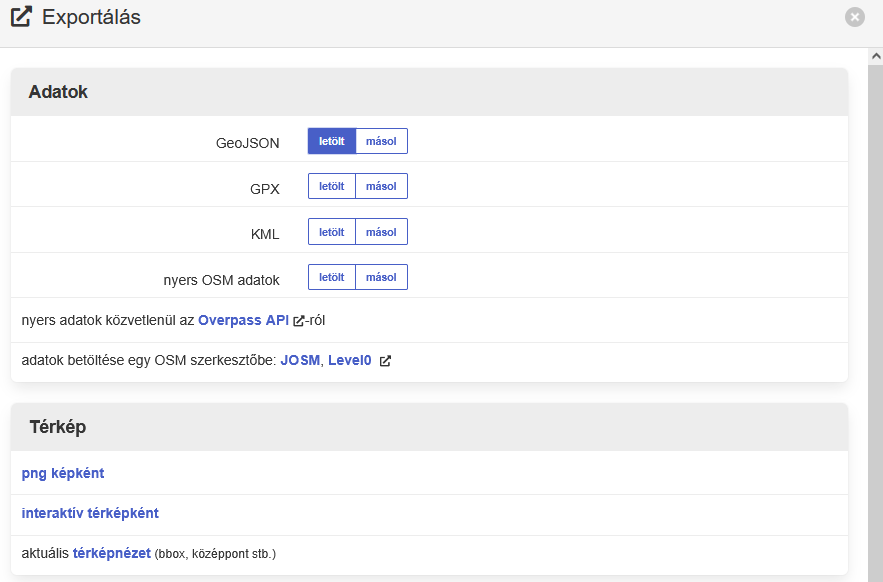 Exportálás
Adatok
GeoJSON letölt másol
GPX letölt másol
KML letölt másol
nyers OSM adatok letölt másol
nyers adatok közvetlenül az Overpass API -ról
adatok betöltése egy OSM szerkesztőbe: JOSM, Level0
Térkép
png képként
interaktív térképként
aktuális térképnézet (bbox, középpont stb.)